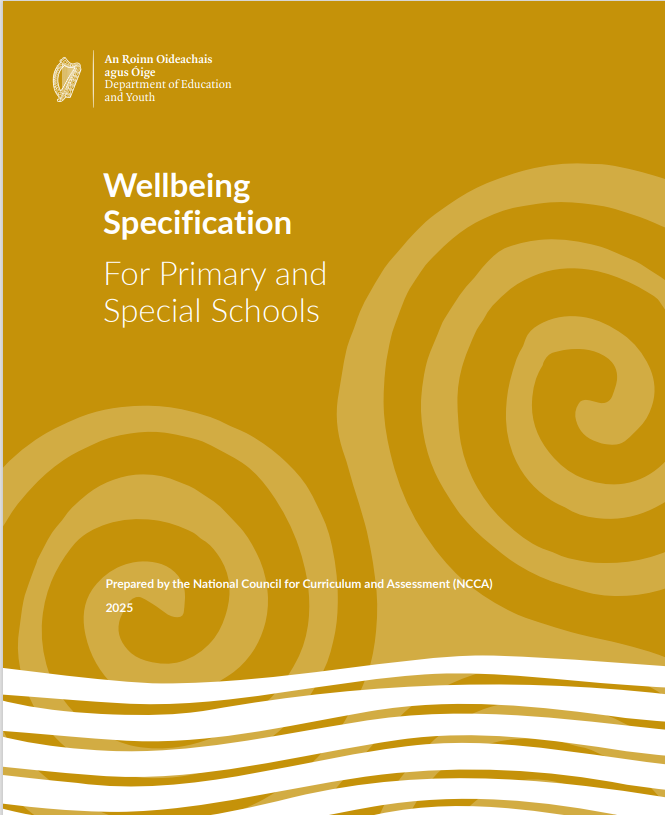 An Roinn Oideachais
agus Óige
Department of Education
and Youth
Wellbeing
Specification
For Primary and
Special Schools
Prepared by the National Council for Curriculum and Assessment (NCCA)
2025